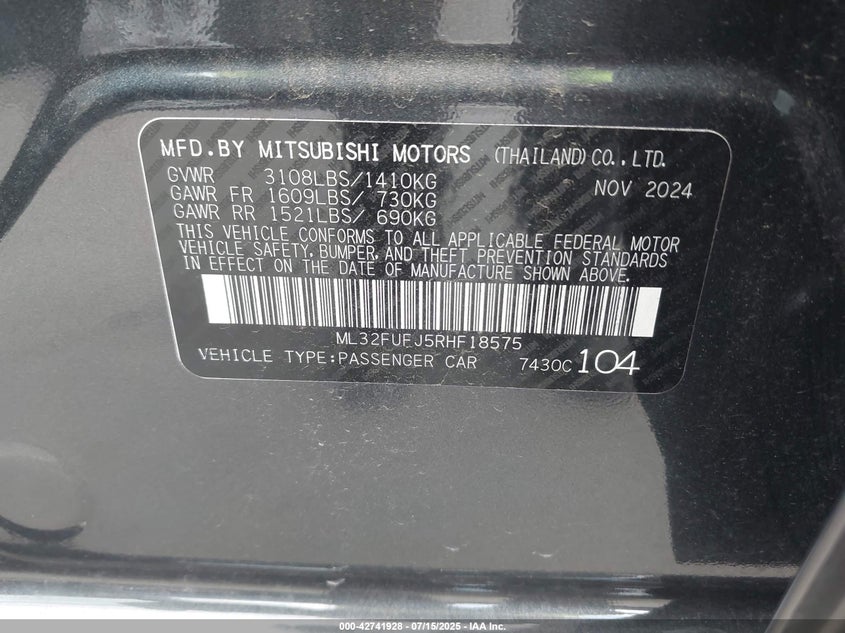 MFD.BY MITSUBISHI MOTORS (THAILAND) CO.,LTD.
GVWR 3108LBS/1410KG NOV 2024
GAWR FR 1609LBS/ 730KG
GAWR RR 1521LBS/ 690KG
THIS VEHICLE CONFORMS TO ALL APPLICABLE FEDERAL MOTOR
VEHICLE SAFETY, BUMPER, AND THEFT PREVENTION STANDARDS
IN EFFECT ON THE DATE OF MANUFACTURE SHOWN ABOVE.
ML32FUFJ5RHF18575
VEHICLE TYPE:PASSENGER CAR 7430C 104
000-42741928 - 07/15/2025 - IAA Inc.